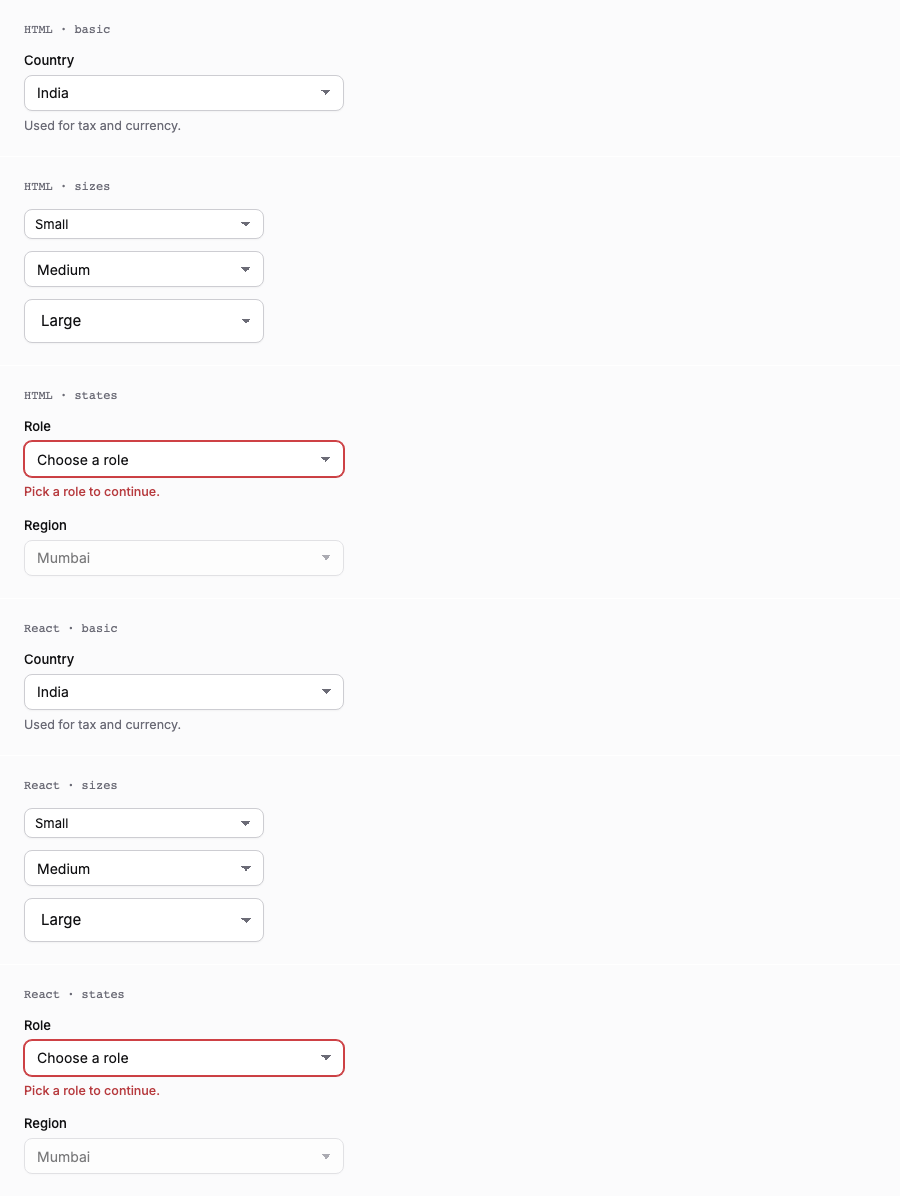 HTML · basic
Country
India
Used for tax and currency.
HTML · sizes
Small
Medium
Large
HTML · states
Role
Choose a role
Pick a role to continue.
Region
Mumbai
React · basic
Country
India
Used for tax and currency.
React · sizes
Small
Medium
Large
React · states
Role
Choose a role
Pick a role to continue.
Region
Mumbai